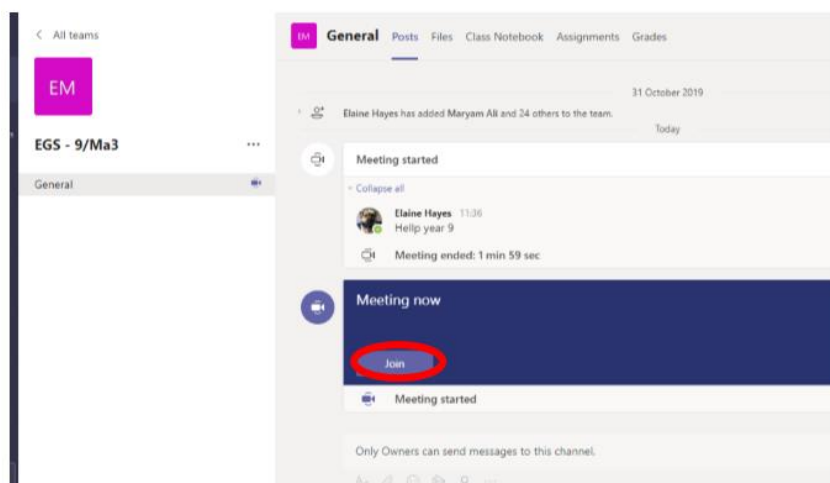 All teams
EM
EGS - 9/Ma3
General
EM General Posts Files Class Notebook Assignments Grades
31 October 2019
Elaine Hayes has added Maryam Ali and 24 others to the team.
Today
Meeting started
Collapse all
Elaine Hayes 11:36
Hellp year 9
Meeting ended: 1 min 59 sec
Meeting now
Join
Meeting started
Only Owners can send messages to this channel.